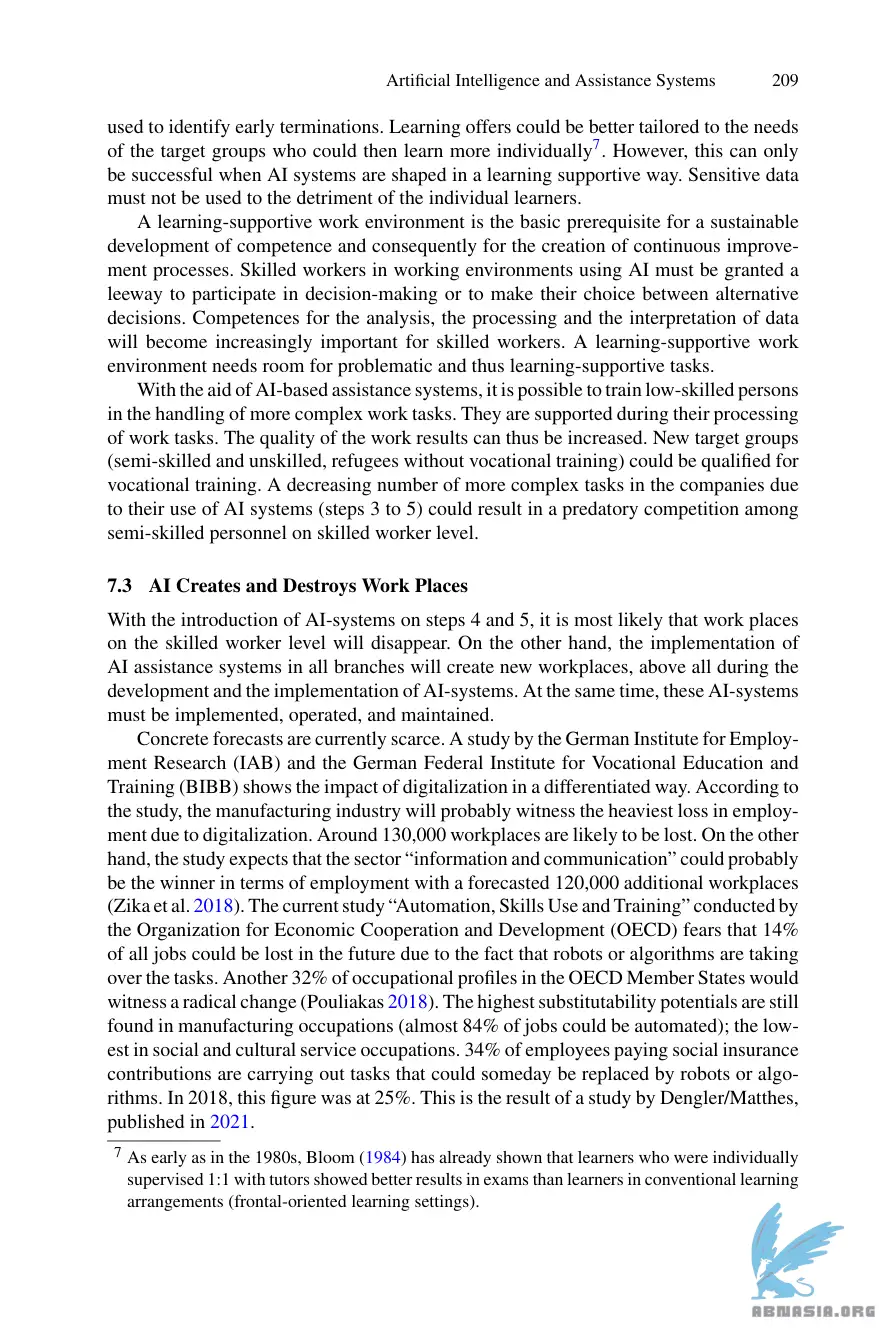 Artificial Intelligence and Assistance Systems 209
used to identify early terminations. Learning offers could be better tailored to the needs
of the target groups who could then learn more individually7. However, this can only
be successful when AI systems are shaped in a learning supportive way. Sensitive data
must not be used to the detriment of the individual learners.
A learning-supportive work environment is the basic prerequisite for a sustainable
development of competence and consequently for the creation of continuous improve-
ment processes. Skilled workers in working environments using AI must be granted a
leeway to participate in decision-making or to make their choice between alternative
decisions. Competences for the analysis, the processing and the interpretation of data
will become increasingly important for skilled workers. A learning-supportive work
environment needs room for problematic and thus learning-supportive tasks.
With the aid of AI-based assistance systems, it is possible to train low-skilled persons
in the handling of more complex work tasks. They are supported during their processing
of work tasks. The quality of the work results can thus be increased. New target groups
(semi-skilled and unskilled, refugees without vocational training) could be qualified for
vocational training. A decreasing number of more complex tasks in the companies due
to their use of AI systems (steps 3 to 5) could result in a predatory competition among
semi-skilled personnel on skilled worker level.
7.3 AI Creates and Destroys Work Places
With the introduction of AI-systems on steps 4 and 5, it is most likely that work places
on the skilled worker level will disappear. On the other hand, the implementation of
AI assistance systems in all branches will create new workplaces, above all during the
development and the implementation of AI-systems. At the same time, these AI-systems
must be implemented, operated, and maintained.
Concrete forecasts are currently scarce. A study by the German Institute for Employ-
ment Research (IAB) and the German Federal Institute for Vocational Education and
Training (BIBB) shows the impact of digitalization in a differentiated way. According to
the study, the manufacturing industry will probably witness the heaviest loss in employ-
ment due to digitalization. Around 130,000 workplaces are likely to be lost. On the other
hand, the study expects that the sector “information and communication” could probably
be the winner in terms of employment with a forecasted 120,000 additional workplaces
(Zika et al. 2018). The current study “Automation, Skills Use and Training” conducted by
the Organization for Economic Cooperation and Development (OECD) fears that 14%
of all jobs could be lost in the future due to the fact that robots or algorithms are taking
over the tasks. Another 32% of occupational profiles in the OECD Member States would
witness a radical change (Pouliakas 2018). The highest substitutability potentials are still
found in manufacturing occupations (almost 84% of jobs could be automated); the low-
est in social and cultural service occupations. 34% of employees paying social insurance
contributions are carrying out tasks that could someday be replaced by robots or algo-
rithms. In 2018, this figure was at 25%. This is the result of a study by Dengler/Matthes,
published in 2021.
7 As early as in the 1980s, Bloom (1984) has already shown that learners who were individually
supervised 1:1 with tutors showed better results in exams than learners in conventional learning
arrangements (frontal-oriented learning settings).
ABMASIA.ORG